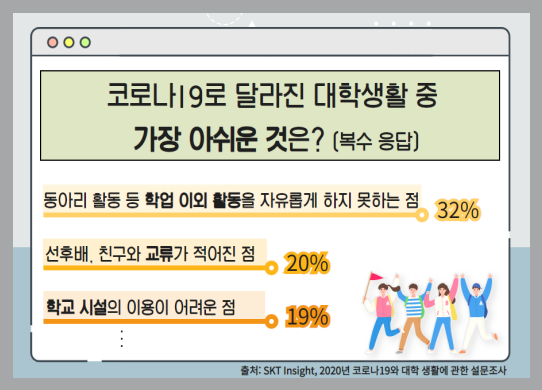 코로나19로 달라진 대학생활 중
가장 아쉬운 것은? (복수 응답)
동아리 활동 등 학업 이외 활동을 자유롭게 하지 못하는 점
32%
선후배, 친구와 교류가 적어진 점
20%
학교 시설의 이용이 어려운 점
19%
출처: SKT Insight, 2020년 코로나19와 대학 생활에 관한 설문조사